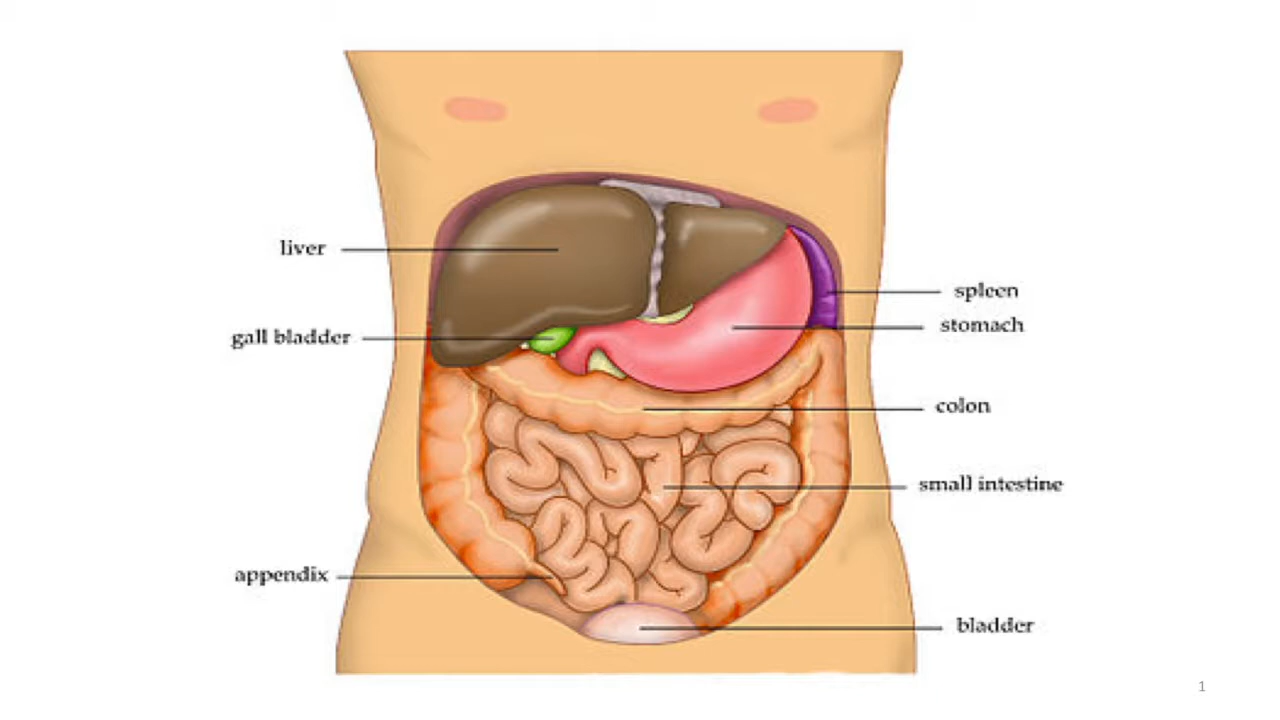 liver
spleen
stomach
gall bladder
colon
small intestine
appendix
bladder
1